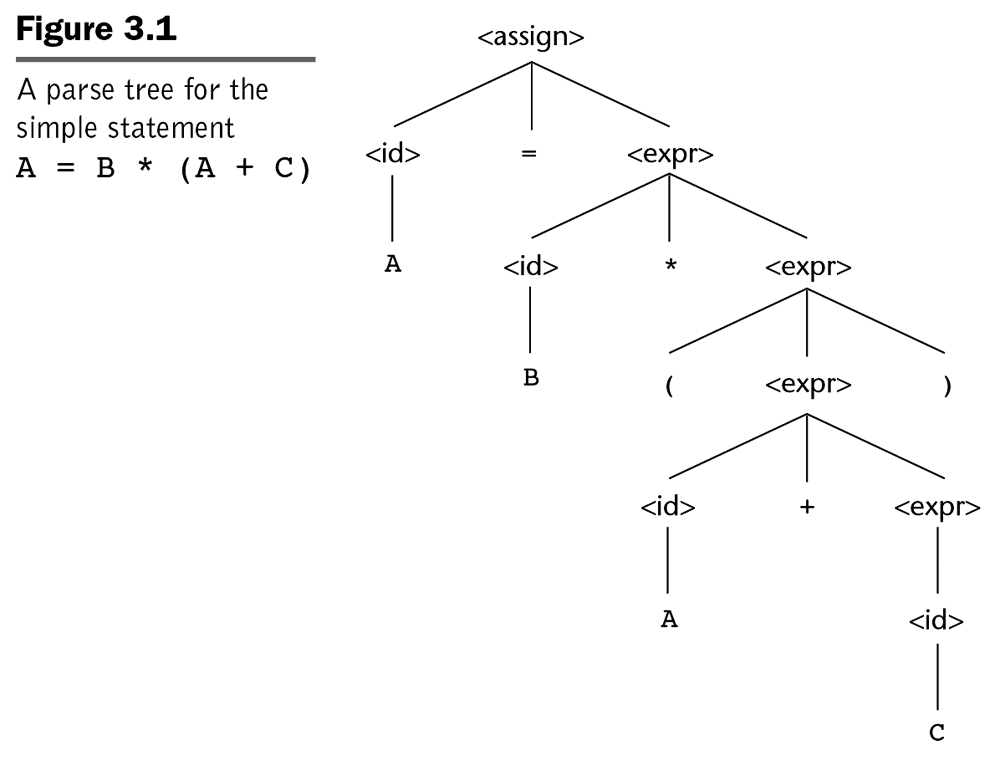 Figure 3.1
A parse tree for the
simple statement
A = B * (A + C)
<assign>
<id> = <expr>
A <id> * <expr>
B ( <expr> )
<id> + <expr>
A <id>
C